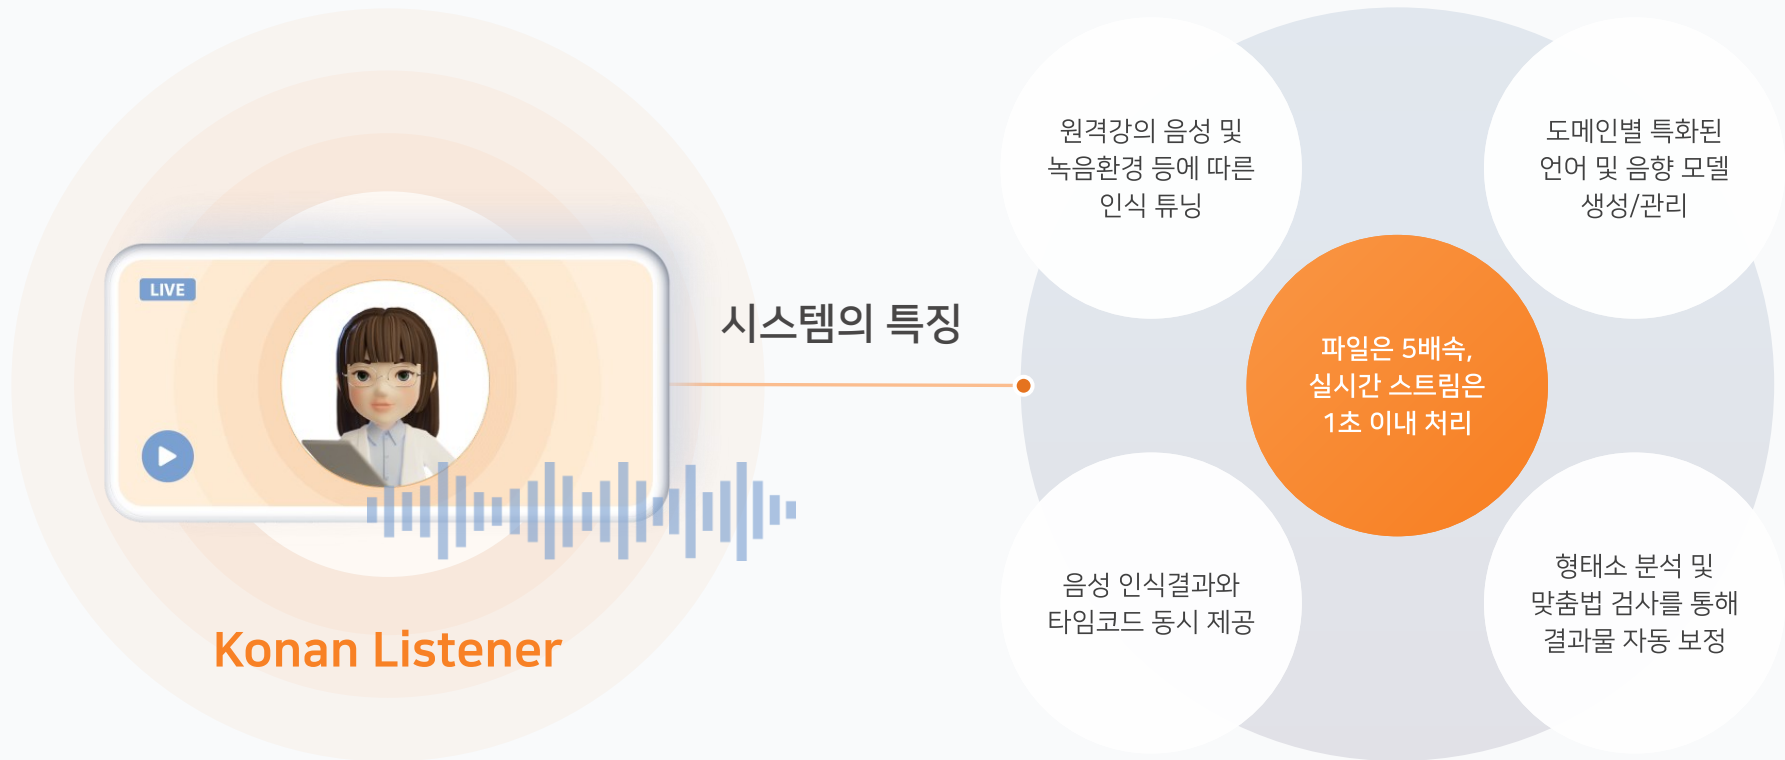 LIVE
Konan Listener
시스템의 특징
원격강의 음성 및
녹음환경 등에 따른
인식 튜닝
도메인별 특화된
언어 및 음향 모델
생성/관리
파일은 5배속,
실시간 스트림은
1초 이내 처리
음성 인식결과와
타임코드 동시 제공
형태소 분석 및
맞춤법 검사를 통해
결과물 자동 보정